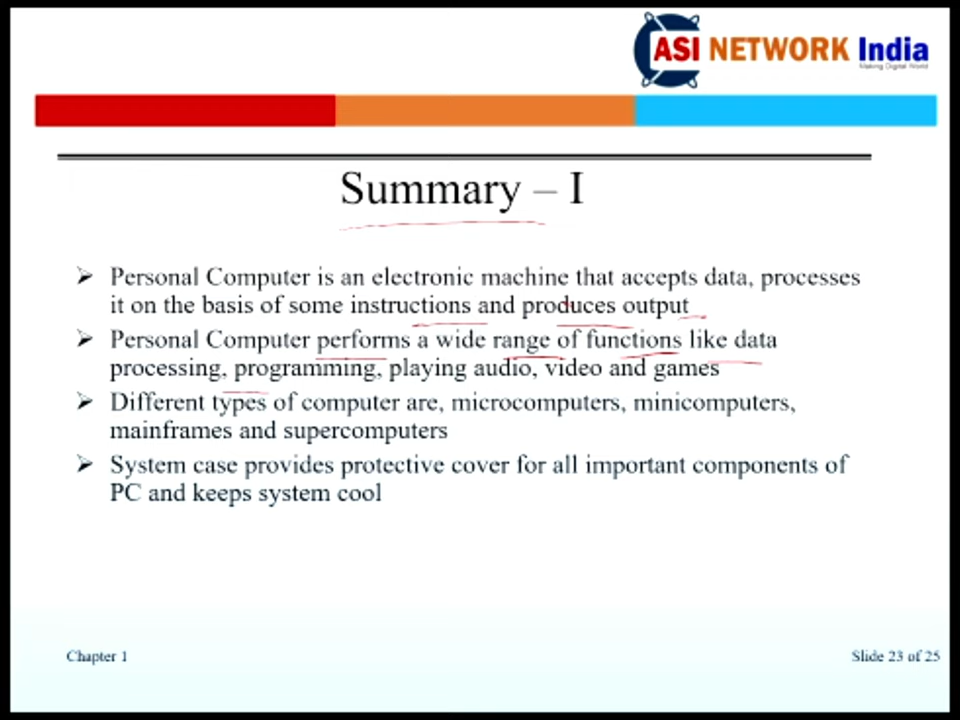 ASI NETWORK India
Making Digital World
Summary – I
➢ Personal Computer is an electronic machine that accepts data, processes
it on the basis of some instructions and produces output
➢ Personal Computer performs a wide range of functions like data
processing, programming, playing audio, video and games
➢ Different types of computer are, microcomputers, minicomputers,
mainframes and supercomputers
➢ System case provides protective cover for all important components of
PC and keeps system cool
Chapter 1
Slide 23 of 25